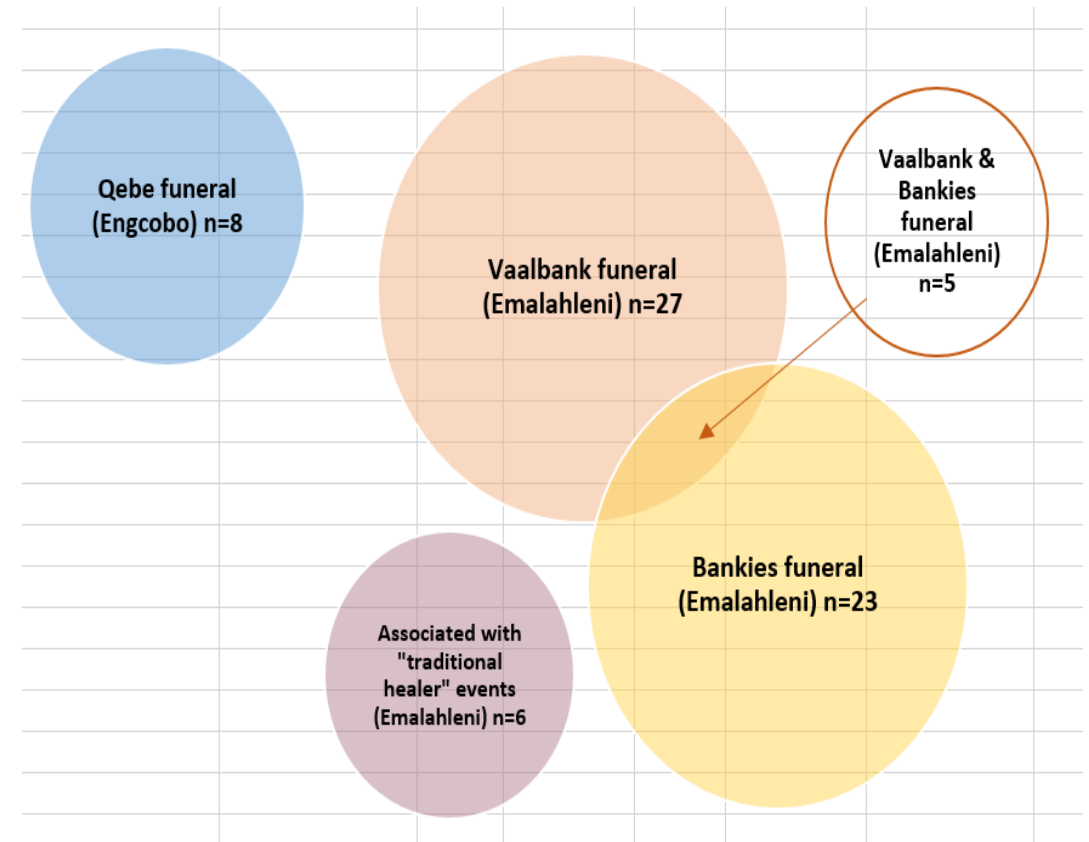 Qebe funeral
(Engcobo) n=8
Vaalbank funeral
(Emalahleni) n=27
Vaalbank &
Bankies
funeral
(Emalahleni)
n=5
Bankies funeral
(Emalahleni) n=23
Associated with
"traditional
healer" events
(Emalahleni) n=6